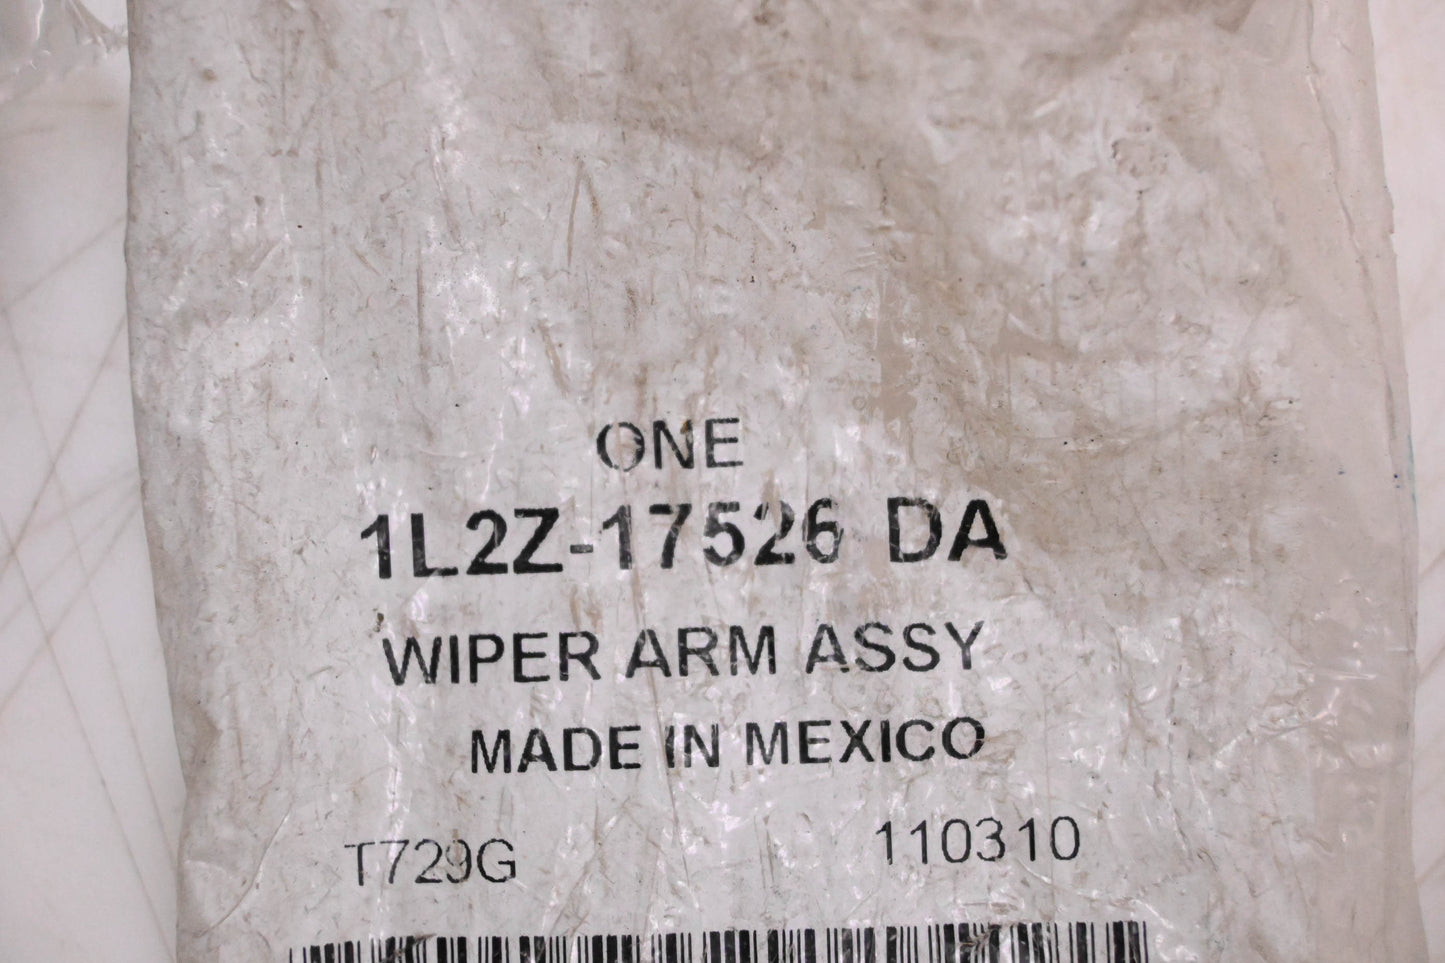 ONE
1L2Z-17526 DA
WIPER ARM ASSY
MADE IN MEXICO
T729G 110310